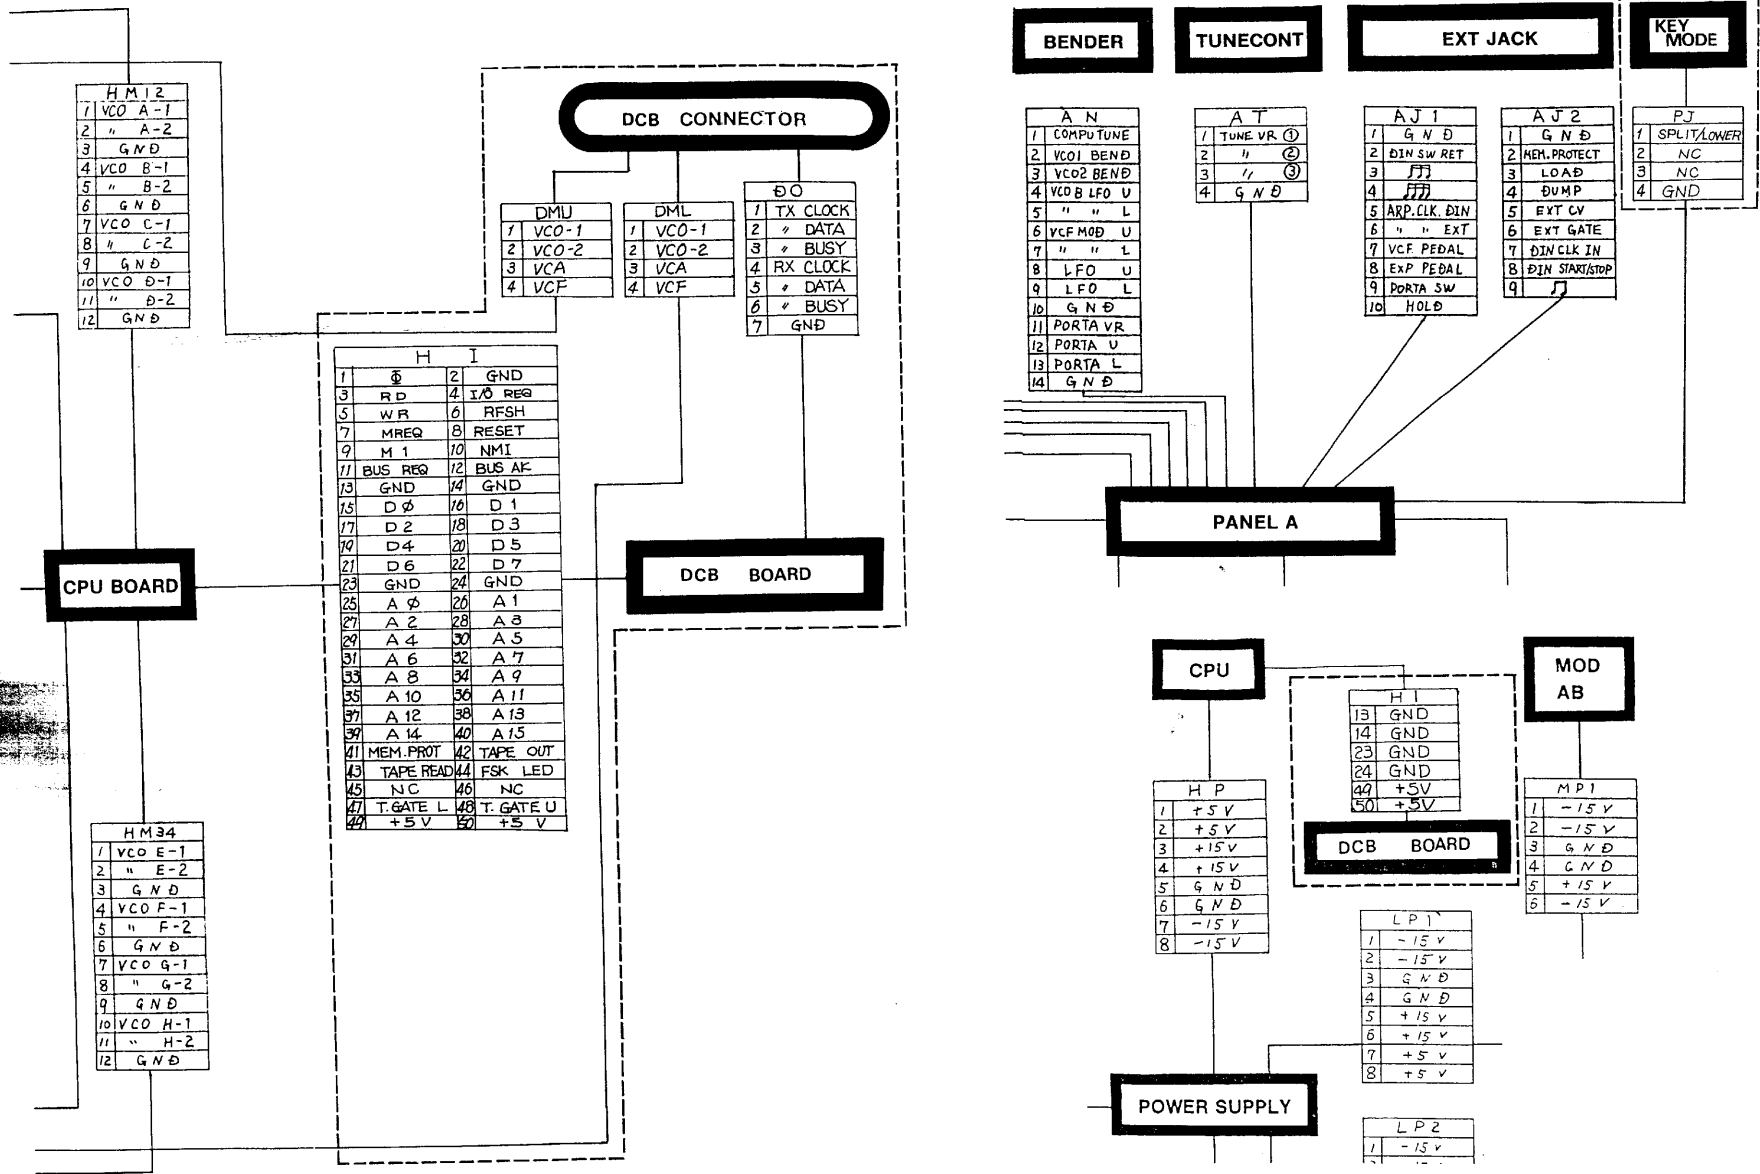 HM12
1 VCO A-1
2 〃 A-2
3 GND
4 VCO B-1
5 〃 B-2
6 GND
7 VCO C-1
8 〃 C-2
9 GND
10 VCO D-1
11 〃 D-2
12 GND
CPU BOARD
HM34
1 VCO E-1
2 〃 E-2
3 GND
4 VCO F-1
5 〃 F-2
6 GND
7 VCO G-1
8 〃 G-2
9 GND
10 VCO H-1
11 〃 H-2
12 GND
DCB CONNECTOR
DMU
1 VCO-1
2 VCO-2
3 VCA
4 VCF
DML
1 VCO-1
2 VCO-2
3 VCA
4 VCF
DO
1 TX CLOCK
2 〃 DATA
3 〃 BUSY
4 RX CLOCK
5 〃 DATA
6 〃 BUSY
7 GND
HI
1 Φ 2 GND
3 RD 4 I/O REQ
5 WR 6 RFSH
7 MREQ 8 RESET
9 M1 10 NMI
11 BUS REQ 12 BUS AK
13 GND 14 GND
15 DØ 16 D1
17 D2 18 D3
19 D4 20 D5
21 D6 22 D7
23 GND 24 GND
25 AØ 26 A1
27 A2 28 A3
29 A4 30 A5
31 A6 32 A7
33 A8 34 A9
35 A10 36 A11
37 A12 38 A13
39 A14 40 A15
41 MEM.PROT 42 TAPE OUT
43 TAPE READ 44 FSK LED
45 NC 46 NC
47 T.GATE L 48 T.GATE U
49 +5V 50 +5V
DCB BOARD
BENDER
TUNECONT
EXT JACK
KEY MODE
AN
1 COMPUTUNE
2 VCO1 BEND
3 VCO2 BEND
4 VCOB LFO U
5 〃 〃 L
6 VCF MOD U
7 〃 〃 L
8 LFO U
9 LFO L
10 GND
11 PORTA VR
12 PORTA U
13 PORTA L
14 GND
AT
1 TUNE VR ①
2 〃 ②
3 〃 ③
4 GND
AJ1
1 GND
2 DIN SW RET
3
4
5 ARP.CLK.DIN
6 〃 〃 EXT
7 VCF PEDAL
8 EXP PEDAL
9 PORTA SW
10 HOLD
AJ2
1 GND
2 MEM.PROTECT
3 LOAD
4 DUMP
5 EXT CV
6 EXT GATE
7 DIN CLK IN
8 DIN START/STOP
9 ♫
PJ
1 SPLIT/LOWER
2 NC
3 NC
4 GND
PANEL A
CPU
HP
1 +5V
2 +5V
3 +15V
4 +15V
5 GND
6 GND
7 -15V
8 -15V
HI
13 GND
14 GND
23 GND
24 GND
49 +5V
50 +5V
DCB BOARD
MOD AB
MP1
1 -15V
2 -15V
3 GND
4 GND
5 +15V
6 -15V
LP1
1 -15V
2 -15V
3 GND
4 GND
5 +15V
6 +15V
7 +5V
8 +5V
POWER SUPPLY
LP2
1 -15V